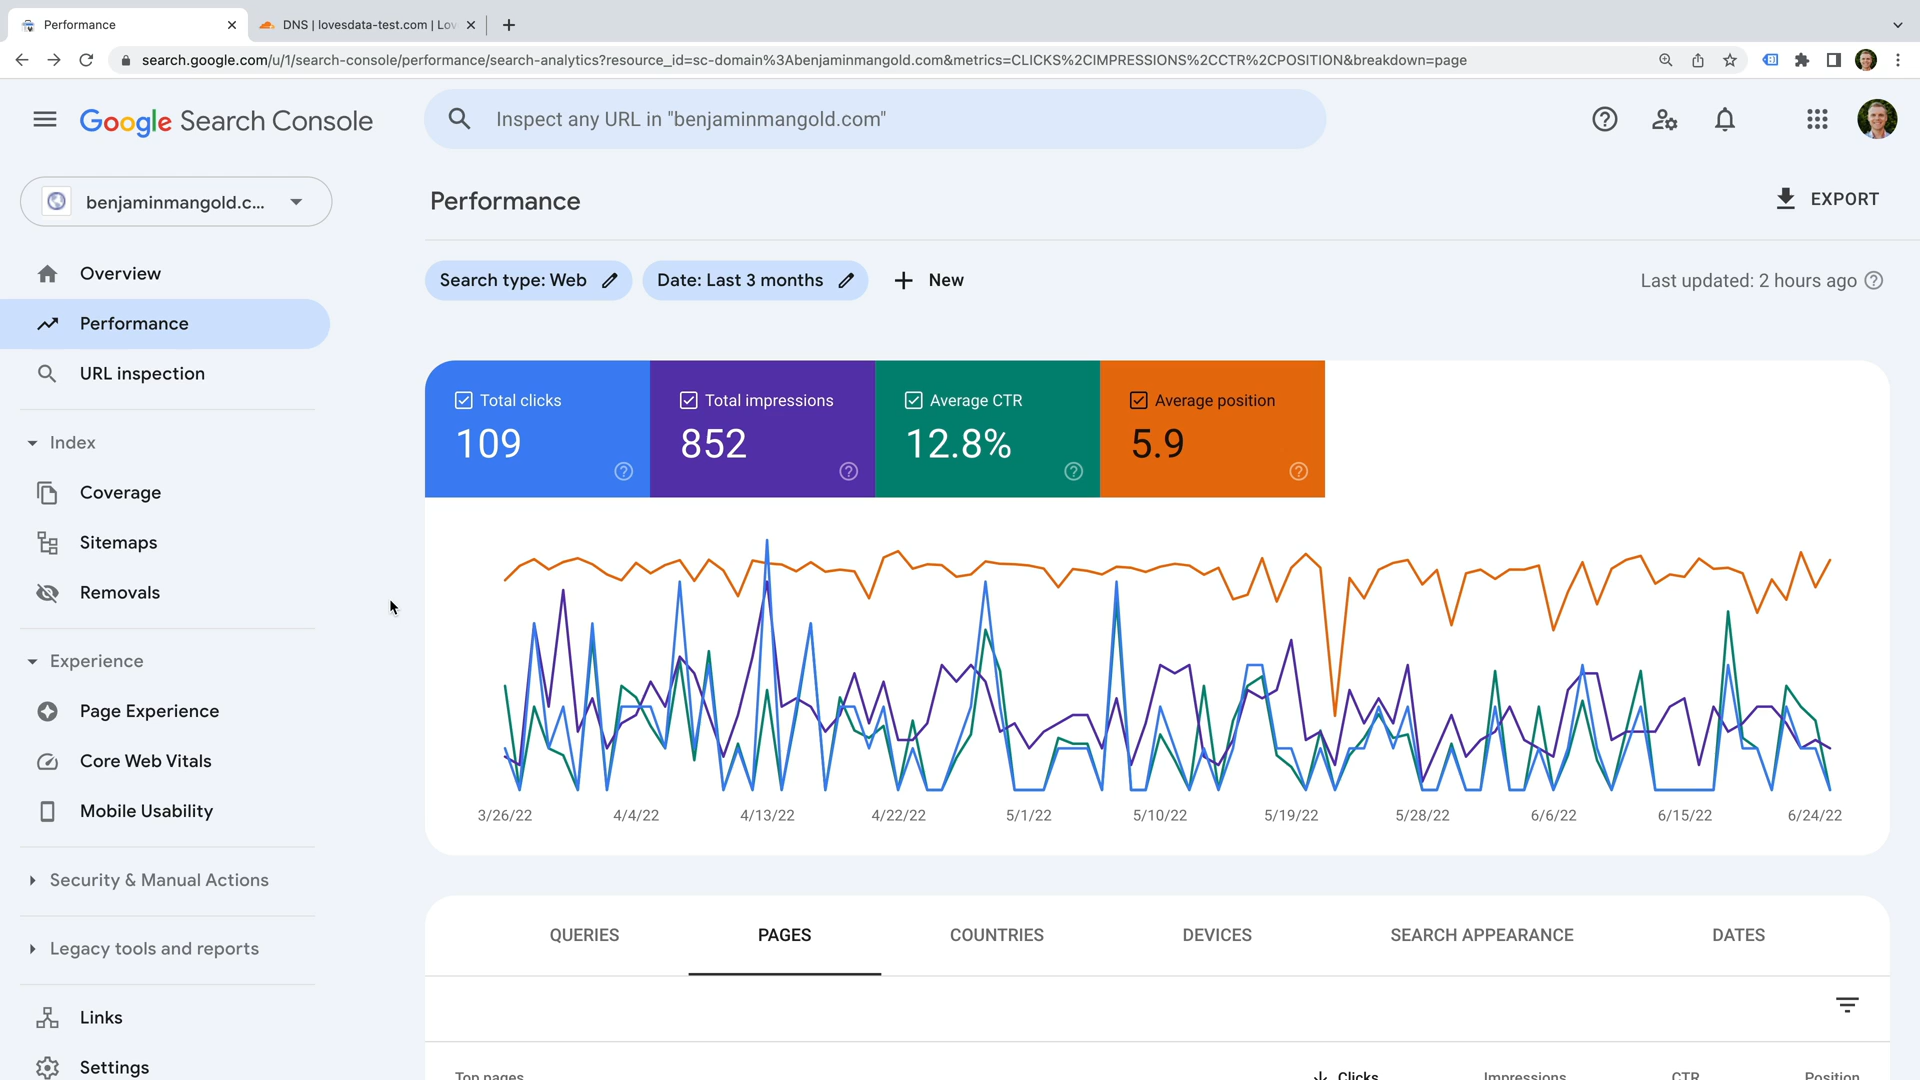 Performance
DNS | lovesdata-test.com | Lov
search.google.com/u/1/search-console/performance/search-analytics?resource_id=sc-domain%3Abenjaminmangold.com&metrics=CLICKS%2CIMPRESSIONS%2CCTR%2CPOSITION&breakdown=page
Google Search Console
Inspect any URL in "benjaminmangold.com"
benjaminmangold.c...
Performance
EXPORT
Overview
Performance
URL inspection
Index
Coverage
Sitemaps
Removals
Experience
Page Experience
Core Web Vitals
Mobile Usability
Security & Manual Actions
Legacy tools and reports
Links
Settings
Search type: Web
Date: Last 3 months
New
Last updated: 2 hours ago
Total clicks
109
Total impressions
852
Average CTR
12.8%
Average position
5.9
3/26/22 4/4/22 4/13/22 4/22/22 5/1/22 5/10/22 5/19/22 5/28/22 6/6/22 6/15/22 6/24/22
QUERIES PAGES COUNTRIES DEVICES SEARCH APPEARANCE DATES
Top pages Clicks Impressions CTR Position